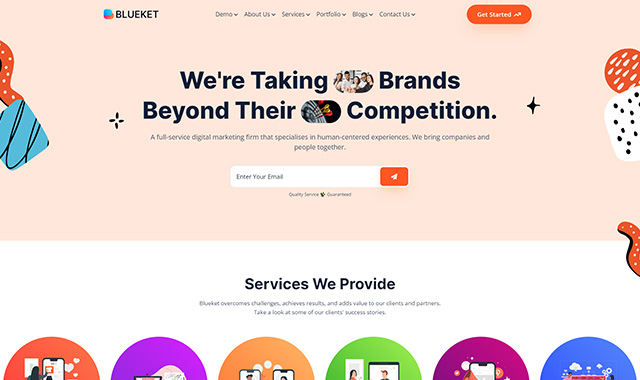 BLUEKET
Demo About Us Services Portfolio Blogs Contact Us
Get Started
We're Taking Brands
Beyond Their Competition.
A full-service digital marketing firm that specialises in human-centered experiences. We bring companies and
people together.
Enter Your Email
Quality Service Guaranteed
Services We Provide
Blueket overcomes challenges, achieves results, and adds value to our clients and partners.
Take a look at some of our clients' success stories.